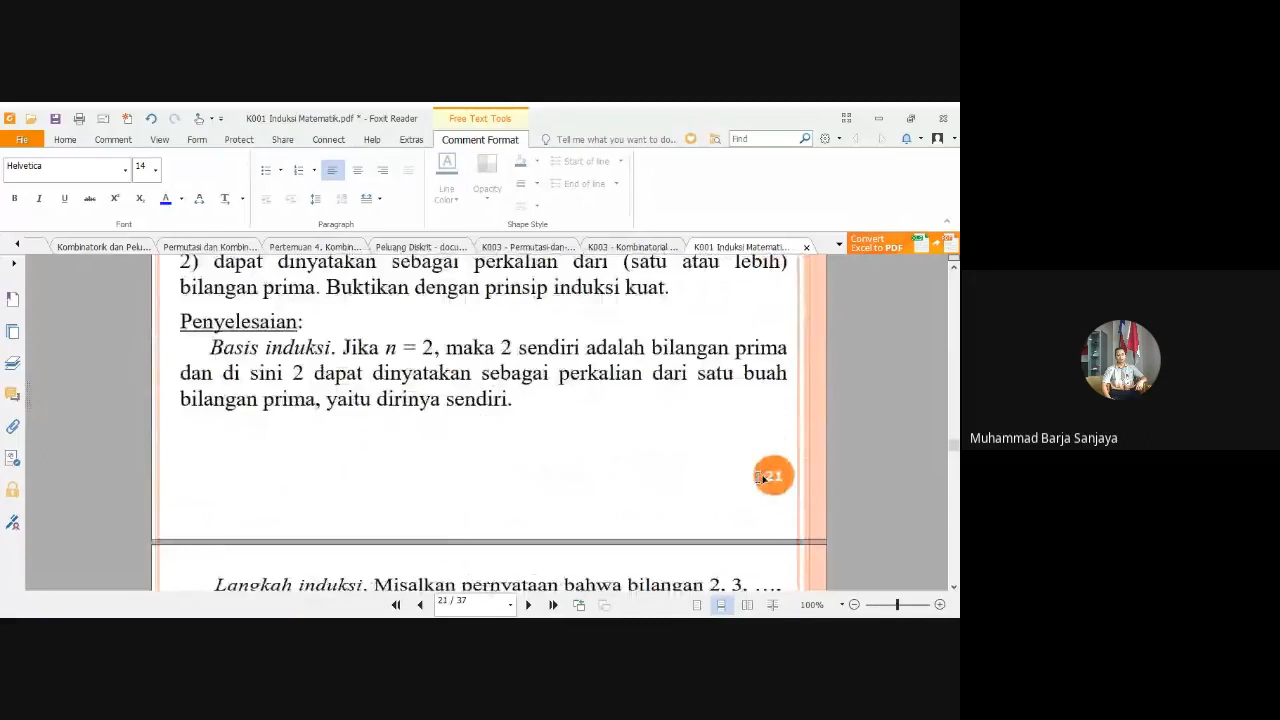 K001 Induksi Matematik.pdf * - Foxit Reader
Free Text Tools
File Home Comment View Form Protect Share Connect Help Extras Comment Format Tell me what you want to do... Find
Helvetica 14
B I U abc X² X₂ A T
Line Color
Opacity
Start of line
End of line
Font Paragraph Shape Style
Kombinatorik dan Pelu... Permutasi dan Kombin... Pertemuan 4. Kombin... Peluang Diskrit - docu... K003 - Permutasi-dan-... K003 - Kombinatorial ... K001 Induksi Matemati...
Convert Excel to PDF
2) dapat dinyatakan sebagai perkalian dari (satu atau lebih)
bilangan prima. Buktikan dengan prinsip induksi kuat.
Penyelesaian:
Basis induksi. Jika n = 2, maka 2 sendiri adalah bilangan prima
dan di sini 2 dapat dinyatakan sebagai perkalian dari satu buah
bilangan prima, yaitu dirinya sendiri.
21
Langkah induksi. Misalkan pernyataan bahwa bilangan 2, 3, …,
21 / 37
100%
Muhammad Barja Sanjaya